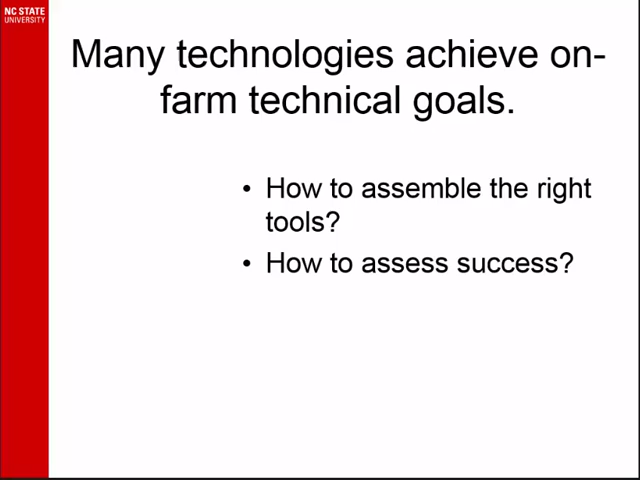 NC STATE
UNIVERSITY
Many technologies achieve on-
farm technical goals.
• How to assemble the right
tools?
• How to assess success?